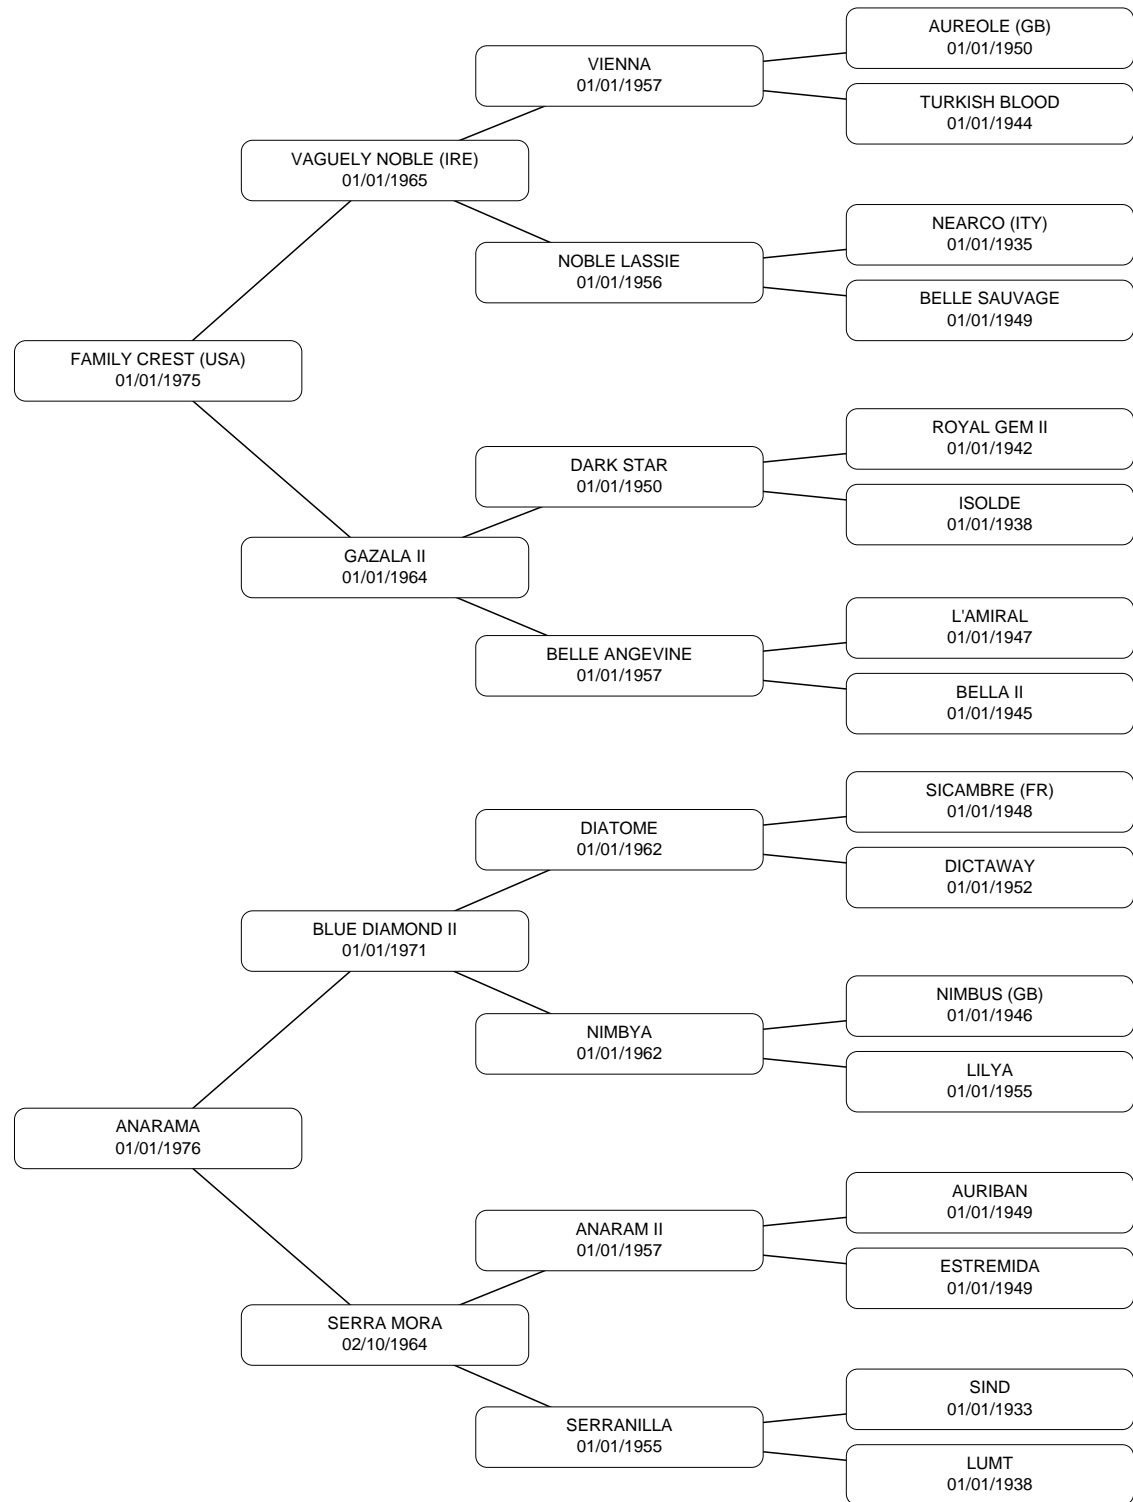 AUREOLE (GB)
01/01/1950
VIENNA
01/01/1957
TURKISH BLOOD
01/01/1944
VAGUELY NOBLE (IRE)
01/01/1965
NEARCO (ITY)
01/01/1935
NOBLE LASSIE
01/01/1956
BELLE SAUVAGE
01/01/1949
FAMILY CREST (USA)
01/01/1975
ROYAL GEM II
01/01/1942
DARK STAR
01/01/1950
ISOLDE
01/01/1938
GAZALA II
01/01/1964
L'AMIRAL
01/01/1947
BELLE ANGEVINE
01/01/1957
BELLA II
01/01/1945
SICAMBRE (FR)
01/01/1948
DIATOME
01/01/1962
DICTAWAY
01/01/1952
BLUE DIAMOND II
01/01/1971
NIMBUS (GB)
01/01/1946
NIMBYA
01/01/1962
LILYA
01/01/1955
ANARAMA
01/01/1976
AURIBAN
01/01/1949
ANARAM II
01/01/1957
ESTREMIDA
01/01/1949
SERRA MORA
02/10/1964
SIND
01/01/1933
SERRANILLA
01/01/1955
LUMT
01/01/1938